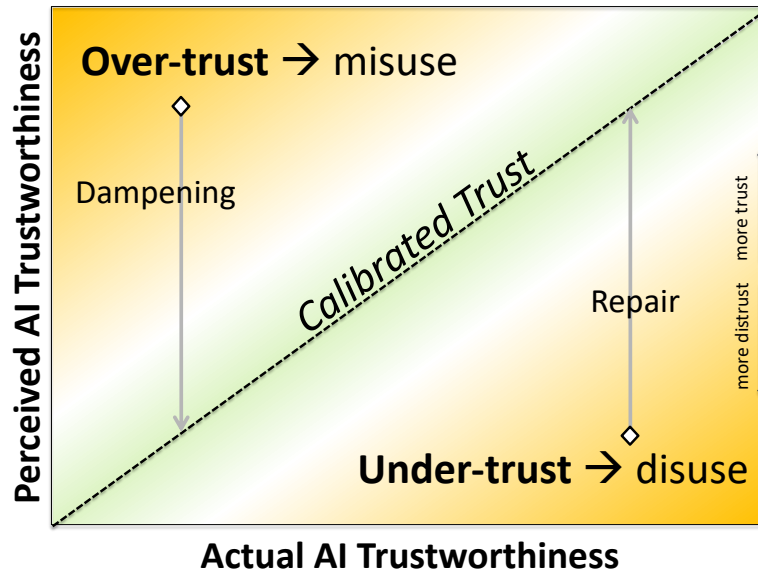 Over-trust → misuse
Perceived AI Trustworthiness
Dampening
Calibrated Trust
more trust
more distrust
Repair
Under-trust → disuse
Actual AI Trustworthiness